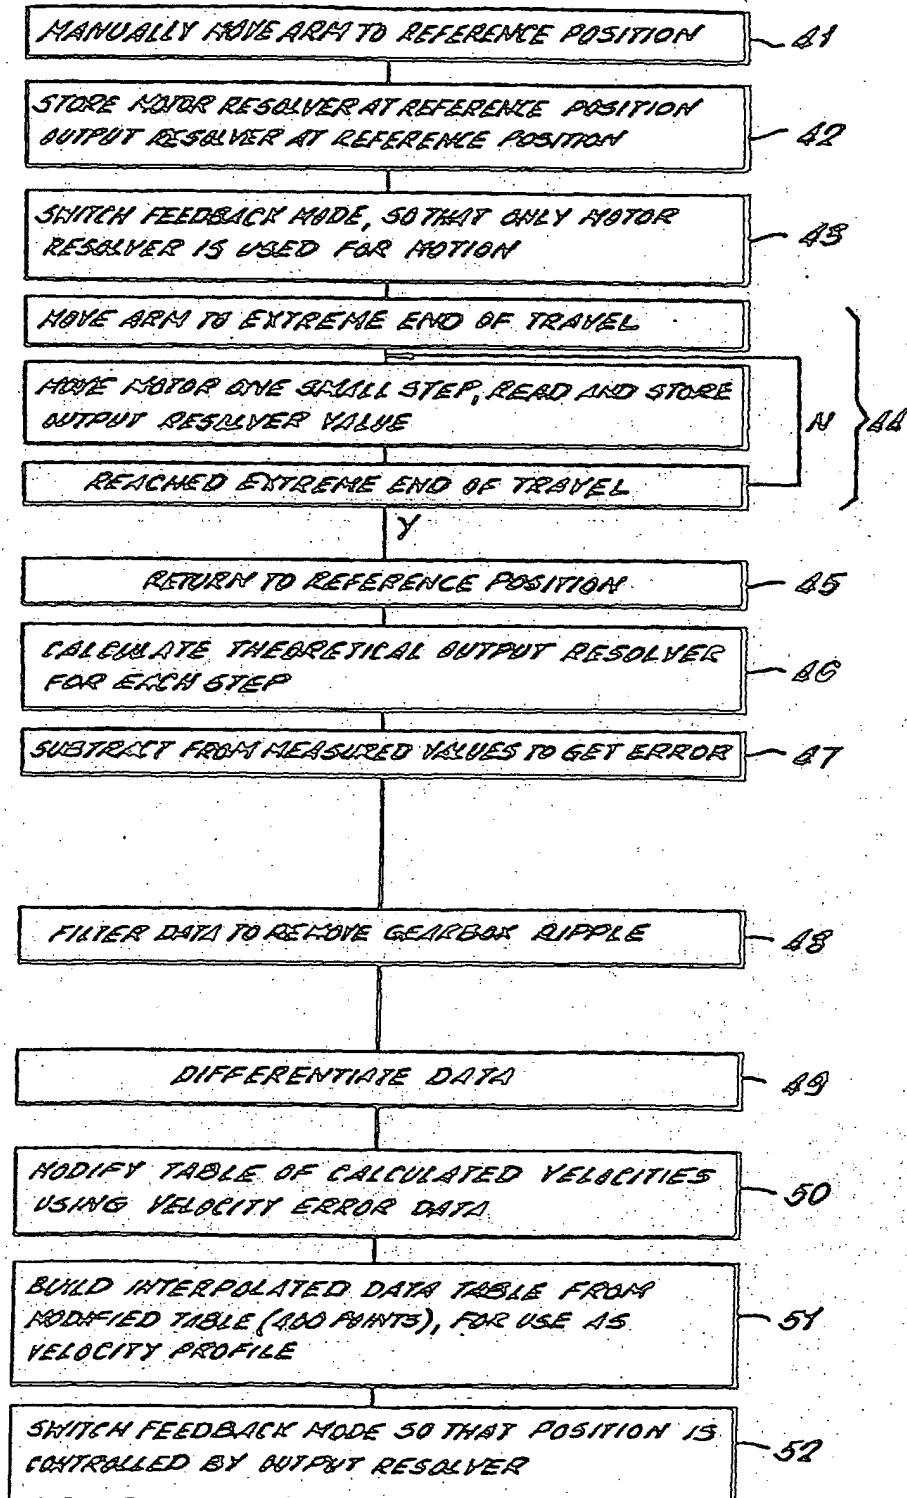 MANUALLY MOVE ARM TO REFERENCE POSITION
41
STORE MOTOR RESOLVER AT REFERENCE POSITION
OUTPUT RESOLVER AT REFERENCE POSITION
42
SWITCH FEEDBACK MODE, SO THAT ONLY MOTOR
RESOLVER IS USED FOR MOTION
43
MOVE ARM TO EXTREME END OF TRAVEL
MOVE MOTOR ONE SMALL STEP, READ AND STORE
OUTPUT RESOLVER VALUE
N
44
REACHED EXTREME END OF TRAVEL
Y
RETURN TO REFERENCE POSITION
45
CALCULATE THEORETICAL OUTPUT RESOLVER
FOR EACH STEP
46
SUBTRACT FROM MEASURED VALUES TO GET ERROR
47
FILTER DATA TO REMOVE GEARBOX RIPPLE
48
DIFFERENTIATE DATA
49
MODIFY TABLE OF CALCULATED VELOCITIES
USING VELOCITY ERROR DATA
50
BUILD INTERPOLATED DATA TABLE FROM
MODIFIED TABLE (400 POINTS), FOR USE AS
VELOCITY PROFILE
51
SWITCH FEEDBACK MODE SO THAT POSITION IS
CONTROLLED BY OUTPUT RESOLVER
52